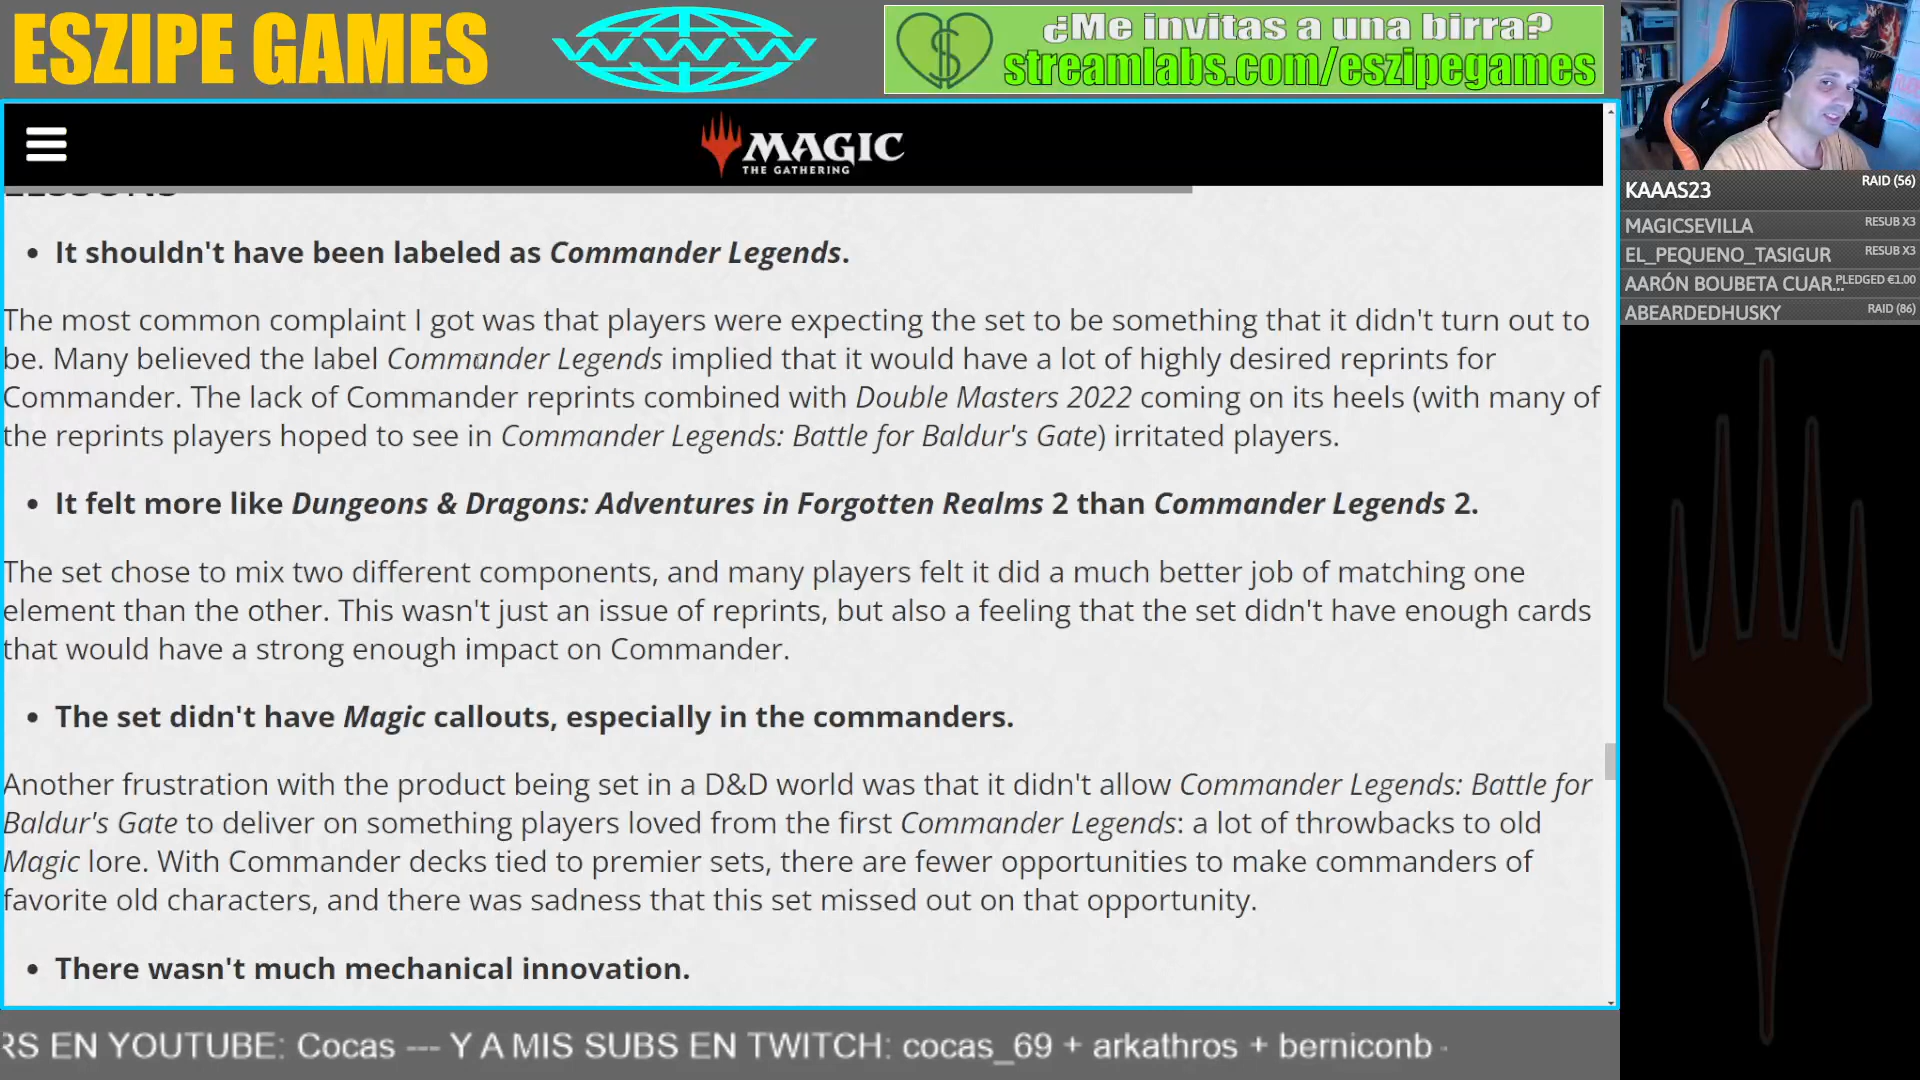 ESZIPE GAMES
WWW
¿Me invitas a una birra?
streamlabs.com/eszipegames
MAGIC
THE GATHERING
KAAAS23 RAID (56)
MAGICSEVILLA RESUB X3
EL_PEQUENO_TASIGUR RESUB X3
AARÓN BOUBETA CUAR... PLEDGED €1.00
ABEARDEDHUSKY RAID (86)
• It shouldn't have been labeled as Commander Legends.
The most common complaint I got was that players were expecting the set to be something that it didn't turn out to
be. Many believed the label Commander Legends implied that it would have a lot of highly desired reprints for
Commander. The lack of Commander reprints combined with Double Masters 2022 coming on its heels (with many of
the reprints players hoped to see in Commander Legends: Battle for Baldur's Gate) irritated players.
• It felt more like Dungeons & Dragons: Adventures in Forgotten Realms 2 than Commander Legends 2.
The set chose to mix two different components, and many players felt it did a much better job of matching one
element than the other. This wasn't just an issue of reprints, but also a feeling that the set didn't have enough cards
that would have a strong enough impact on Commander.
• The set didn't have Magic callouts, especially in the commanders.
Another frustration with the product being set in a D&D world was that it didn't allow Commander Legends: Battle for
Baldur's Gate to deliver on something players loved from the first Commander Legends: a lot of throwbacks to old
Magic lore. With Commander decks tied to premier sets, there are fewer opportunities to make commanders of
favorite old characters, and there was sadness that this set missed out on that opportunity.
• There wasn't much mechanical innovation.
RS EN YOUTUBE: Cocas --- Y A MIS SUBS EN TWITCH: cocas_69 + arkathros + berniconb -